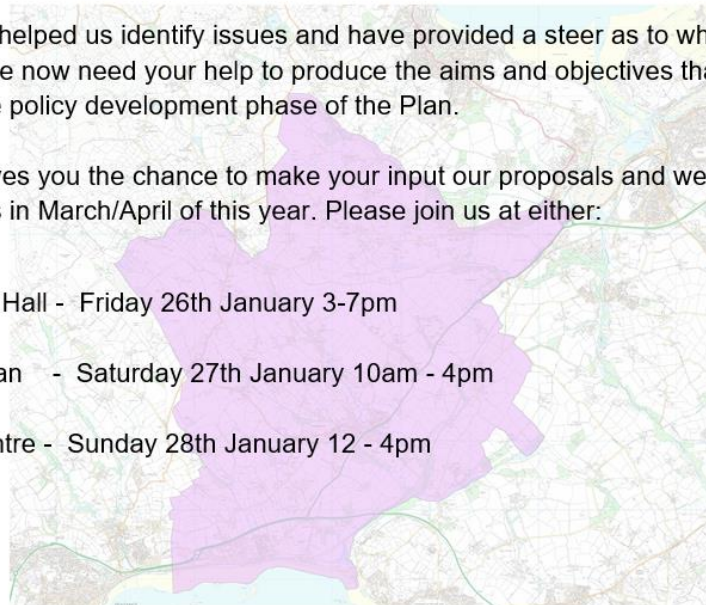 helped us identify issues and have provided a steer as to wh
e now need your help to produce the aims and objectives tha
e policy development phase of the Plan.
ves you the chance to make your input our proposals and we
s in March/April of this year. Please join us at either:
Hall - Friday 26th January 3-7pm
an - Saturday 27th January 10am - 4pm
ntre - Sunday 28th January 12 - 4pm